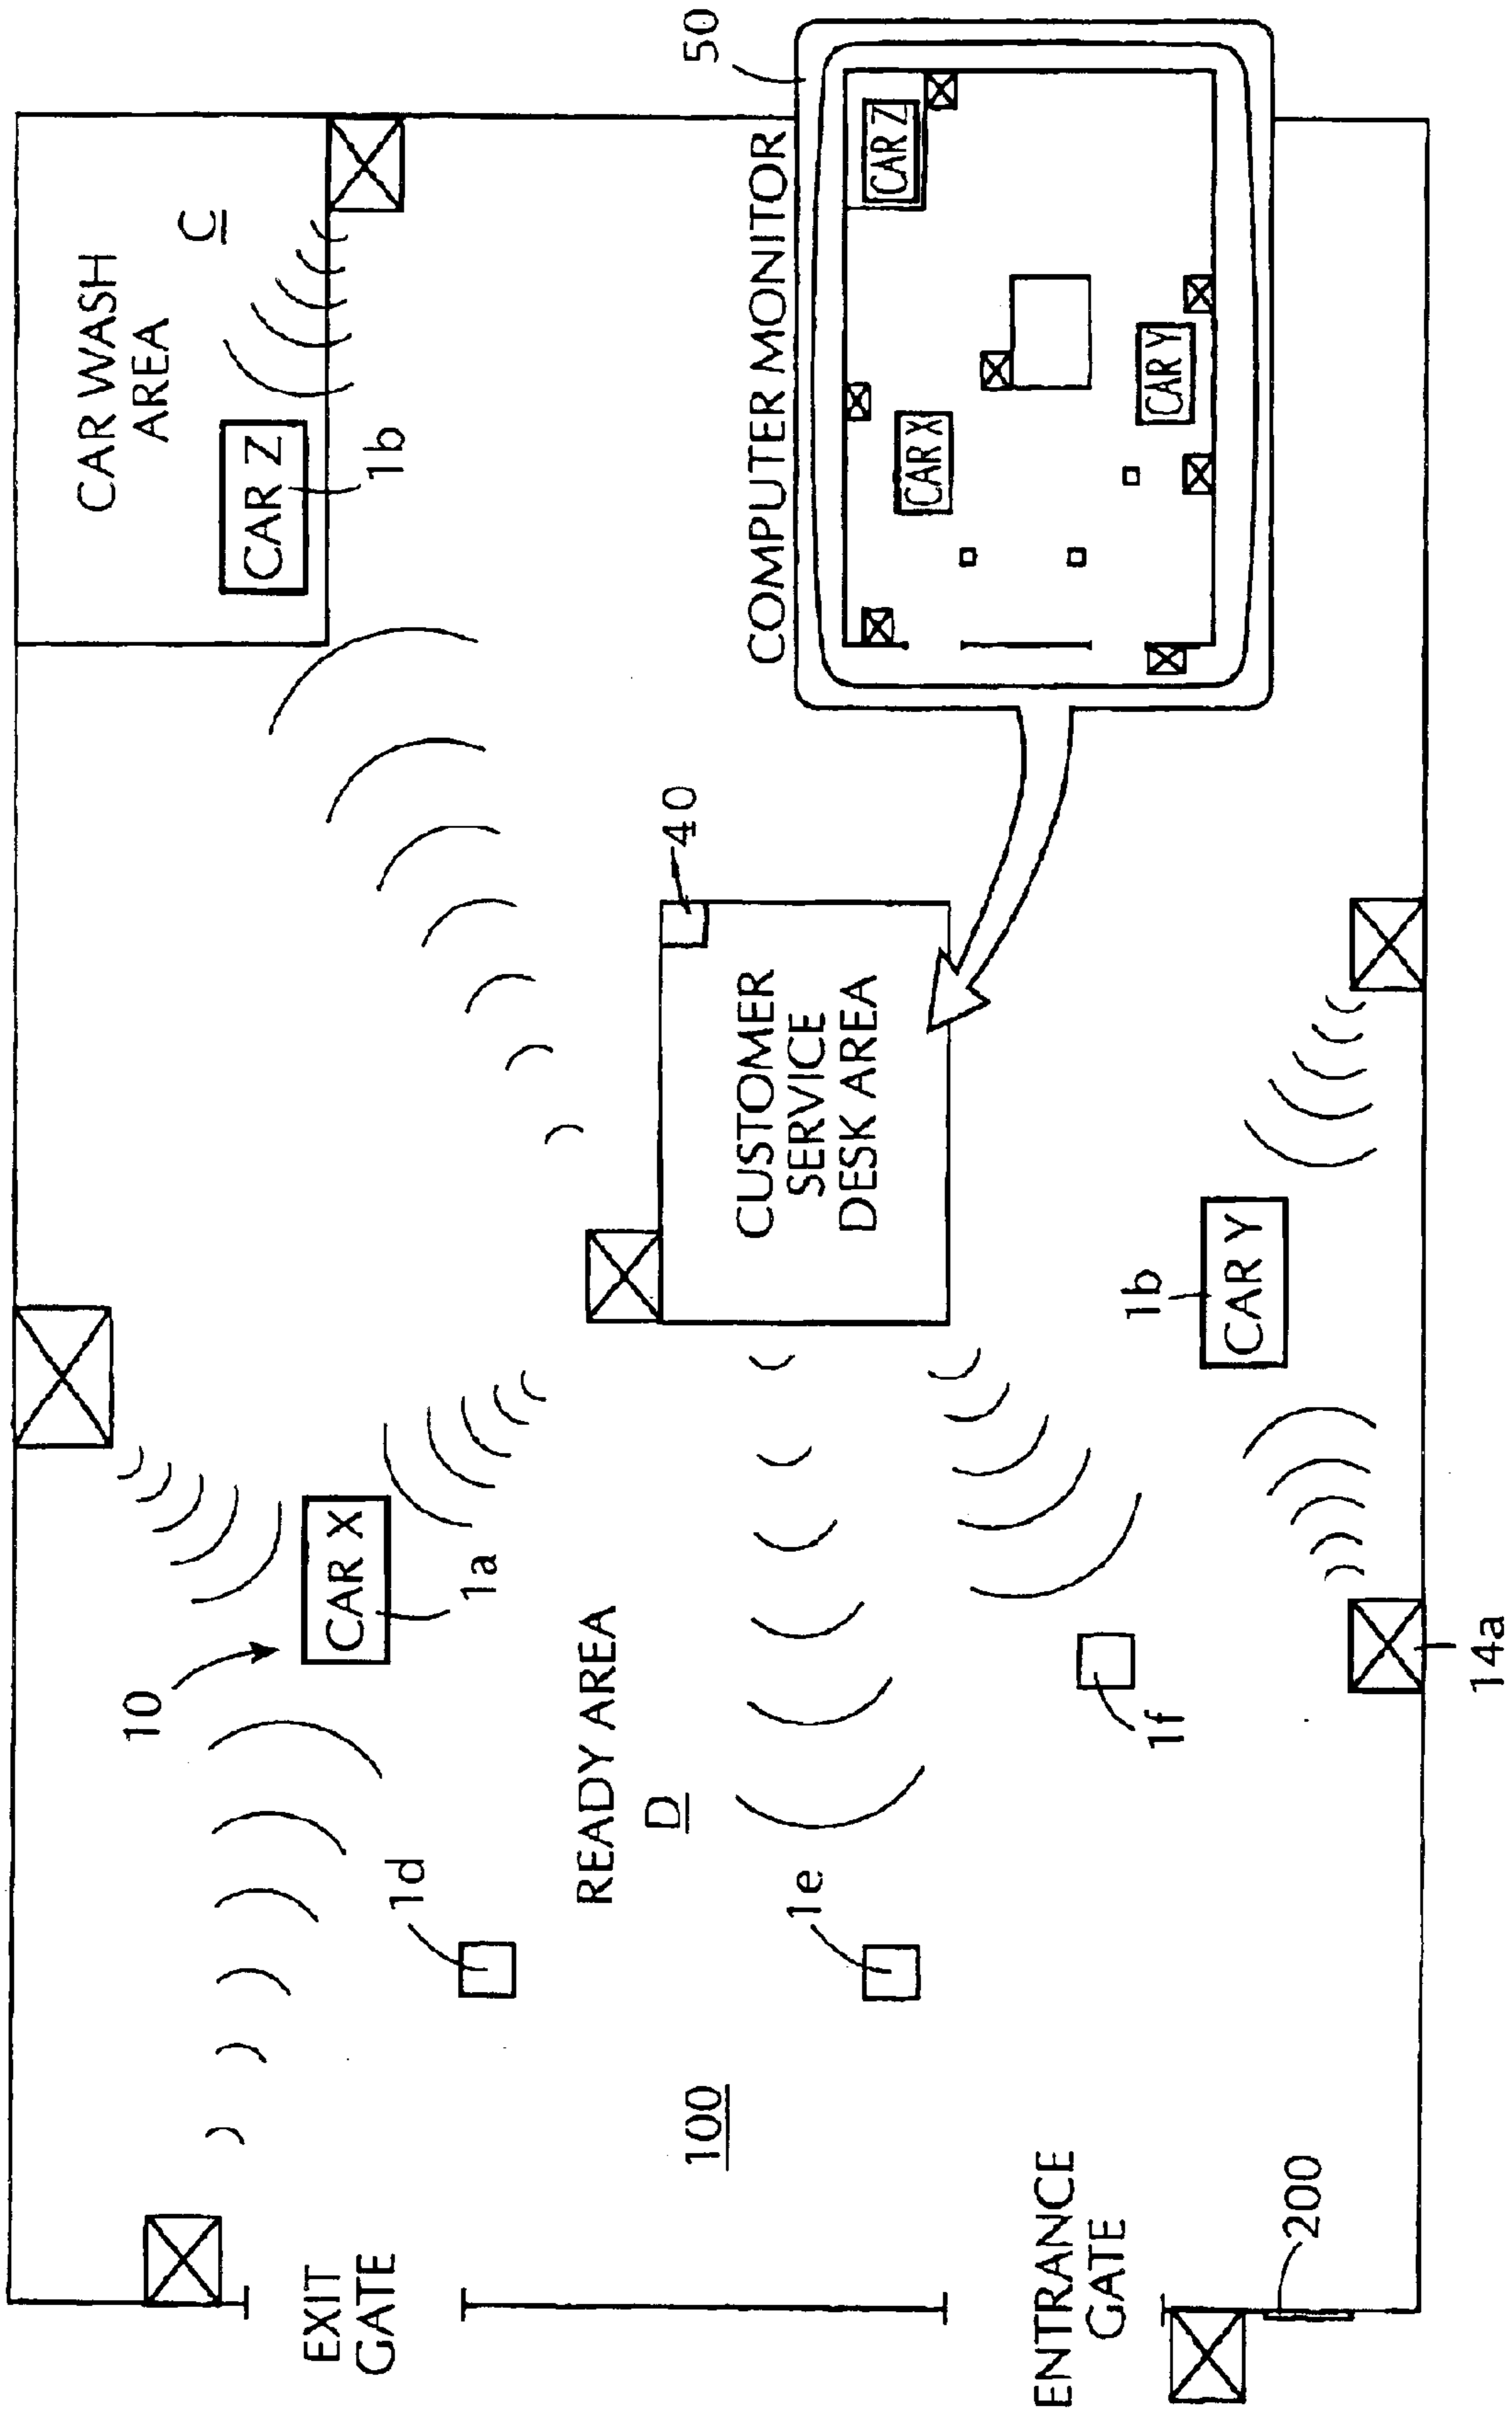 EXIT
GATE
10
CAR X
1a
1d
CAR WASH
AREA
C
CAR Z
1b
READY AREA
D
1e
100
CUSTOMER
SERVICE
DESK AREA
40
COMPUTER MONITOR
50
CAR Z
CAR X
CAR Y
ENTRANCE
GATE
200
1f
1b
CAR Y
14a